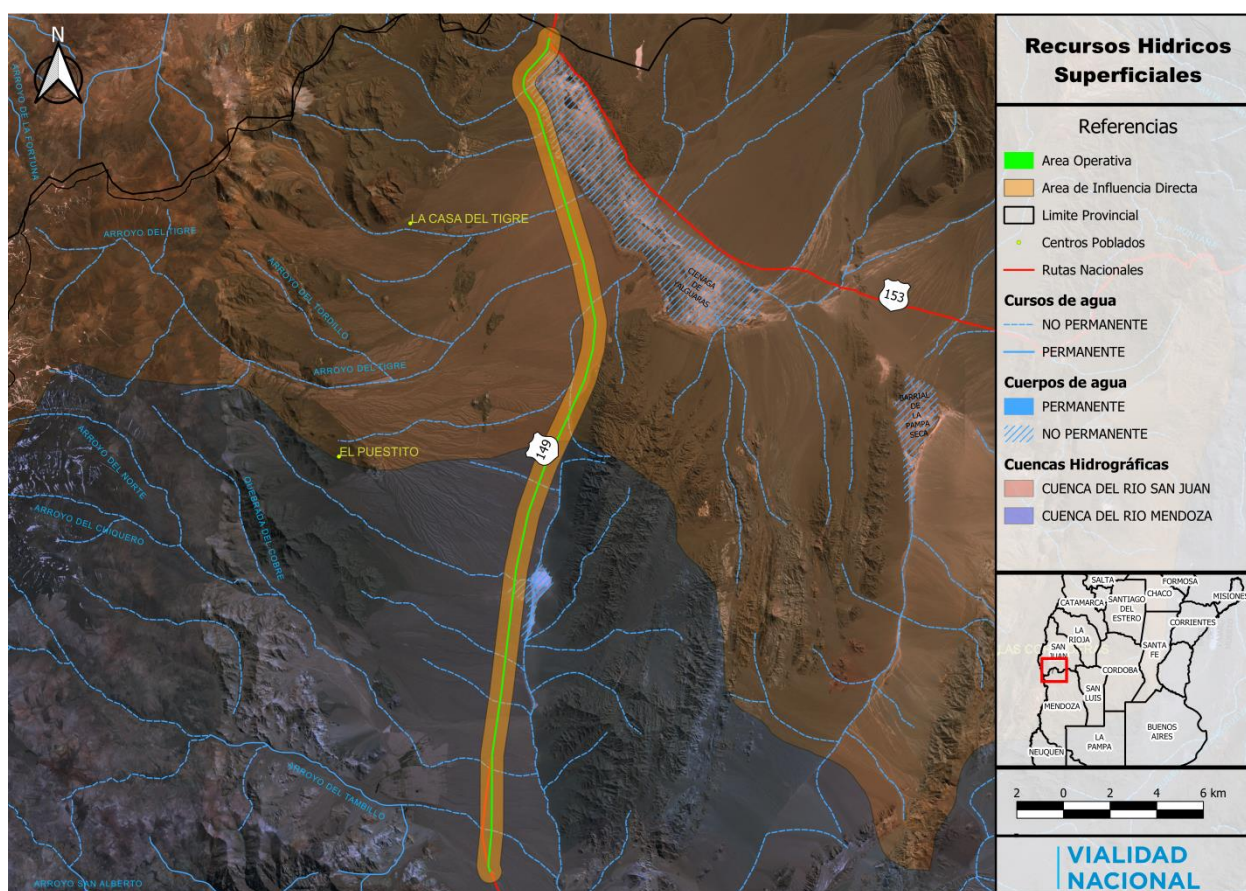 N
ARROYO DE LA FORTUNA
LA CASA DEL TIGRE
ARROYO DEL TIGRE
ARROYO DEL TORDILLO
ARROYO DEL TIGRE
CIENAGA
DE
YALGUARAS
153
BARRIAL
DE
LA
PAMPA
SECA
149
EL PUESTITO
ARROYO DEL NORTE
ARROYO DEL CHIQUERO
QUEBRADA DEL COBRE
ARROYO DEL TAMBILLO
ARROYO SAN ALBERTO
Recursos Hidricos
Superficiales
Referencias
Area Operativa
Area de Influencia Directa
Limite Provincial
Centros Poblados
Rutas Nacionales
Cursos de agua
NO PERMANENTE
PERMANENTE
Cuerpos de agua
PERMANENTE
NO PERMANENTE
Cuencas Hidrográficas
CUENCA DEL RIO SAN JUAN
CUENCA DEL RIO MENDOZA
SALTA
FORMOSA
CHACO
MISIONES
CATAMARCA
SANTIAGO
DEL
ESTERO
CORRIENTES
LA
RIOJA
SAN
JUAN
SANTA
FE
CORDOBA
SAN
LUIS
MENDOZA
BUENOS
AIRES
LA
PAMPA
NEUQUEN
2 0 2 4 6 km
VIALIDAD
NACIONAL